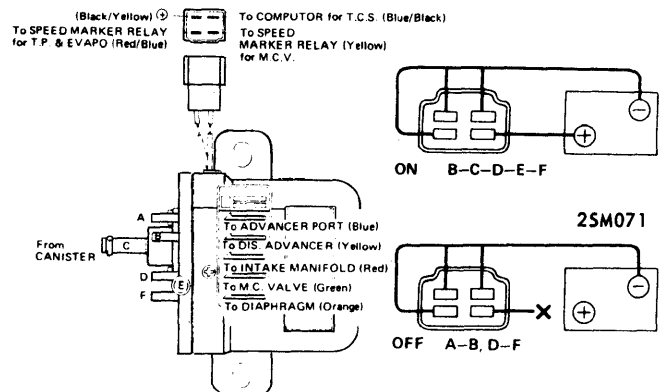 (Black/Yellow) ⊕
To SPEED MARKER RELAY
for T.P. & EVAPO (Red/Blue)
To COMPUTOR for T.C.S. (Blue/Black)
To SPEED
MARKER RELAY (Yellow)
for M.C.V.
A
From
CANISTER
C
D
E
F
To ADVANCER PORT (Blue)
To DIS. ADVANCER (Yellow)
To INTAKE MANIFOLD (Red)
To M.C. VALVE (Green)
To DIAPHRAGM (Orange)
ON B-C-D-E-F
2SM071
OFF A-B, D-F